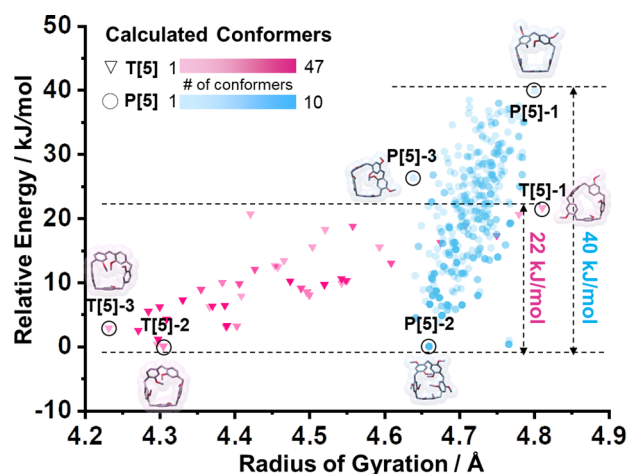 50
40
30
20
10
0
-10
Relative Energy / kJ/mol
Calculated Conformers
T[5] 1 47
# of conformers
P[5] 1 10
P[5]-1
P[5]-3
T[5]-1
T[5]-3
T[5]-2
P[5]-2
22 kJ/mol
40 kJ/mol
4.2 4.3 4.4 4.5 4.6 4.7 4.8 4.9
Radius of Gyration / Å